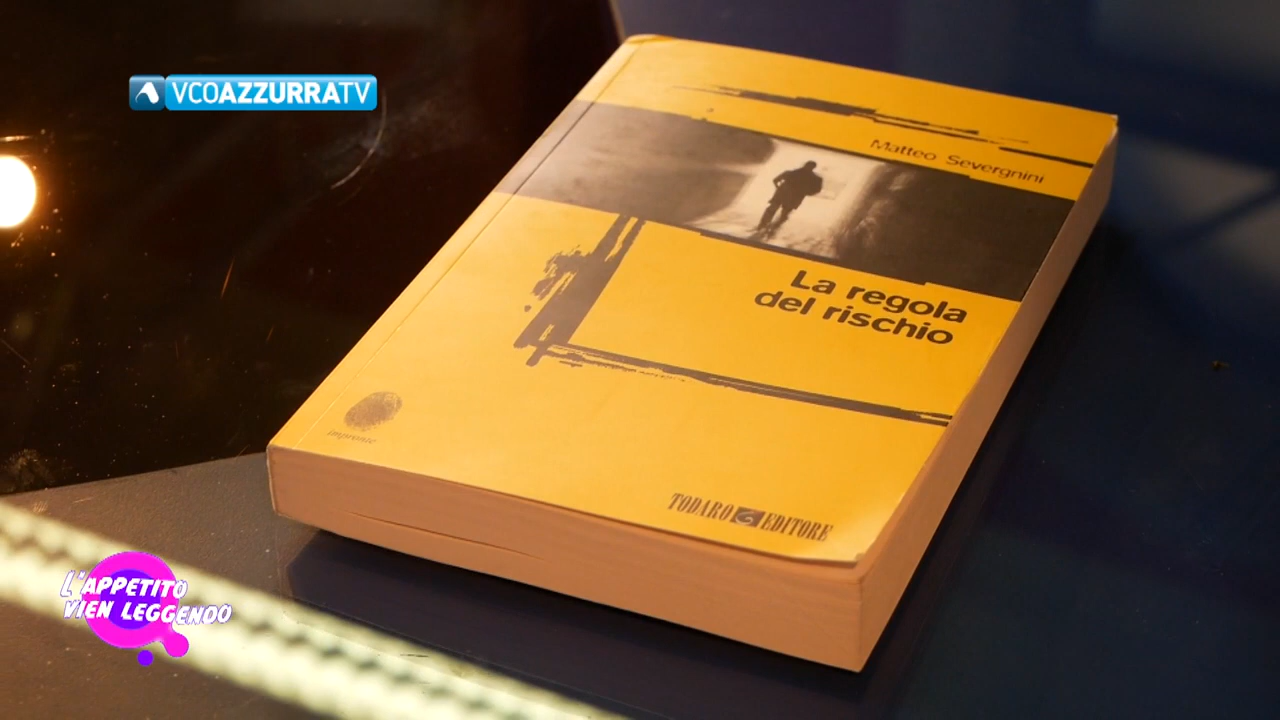 VCOAZZURRATV
Matteo Severgnini
La regola
del rischio
impronte
TODARO EDITORE
L'APPETITO
VIEN LEGGENDO